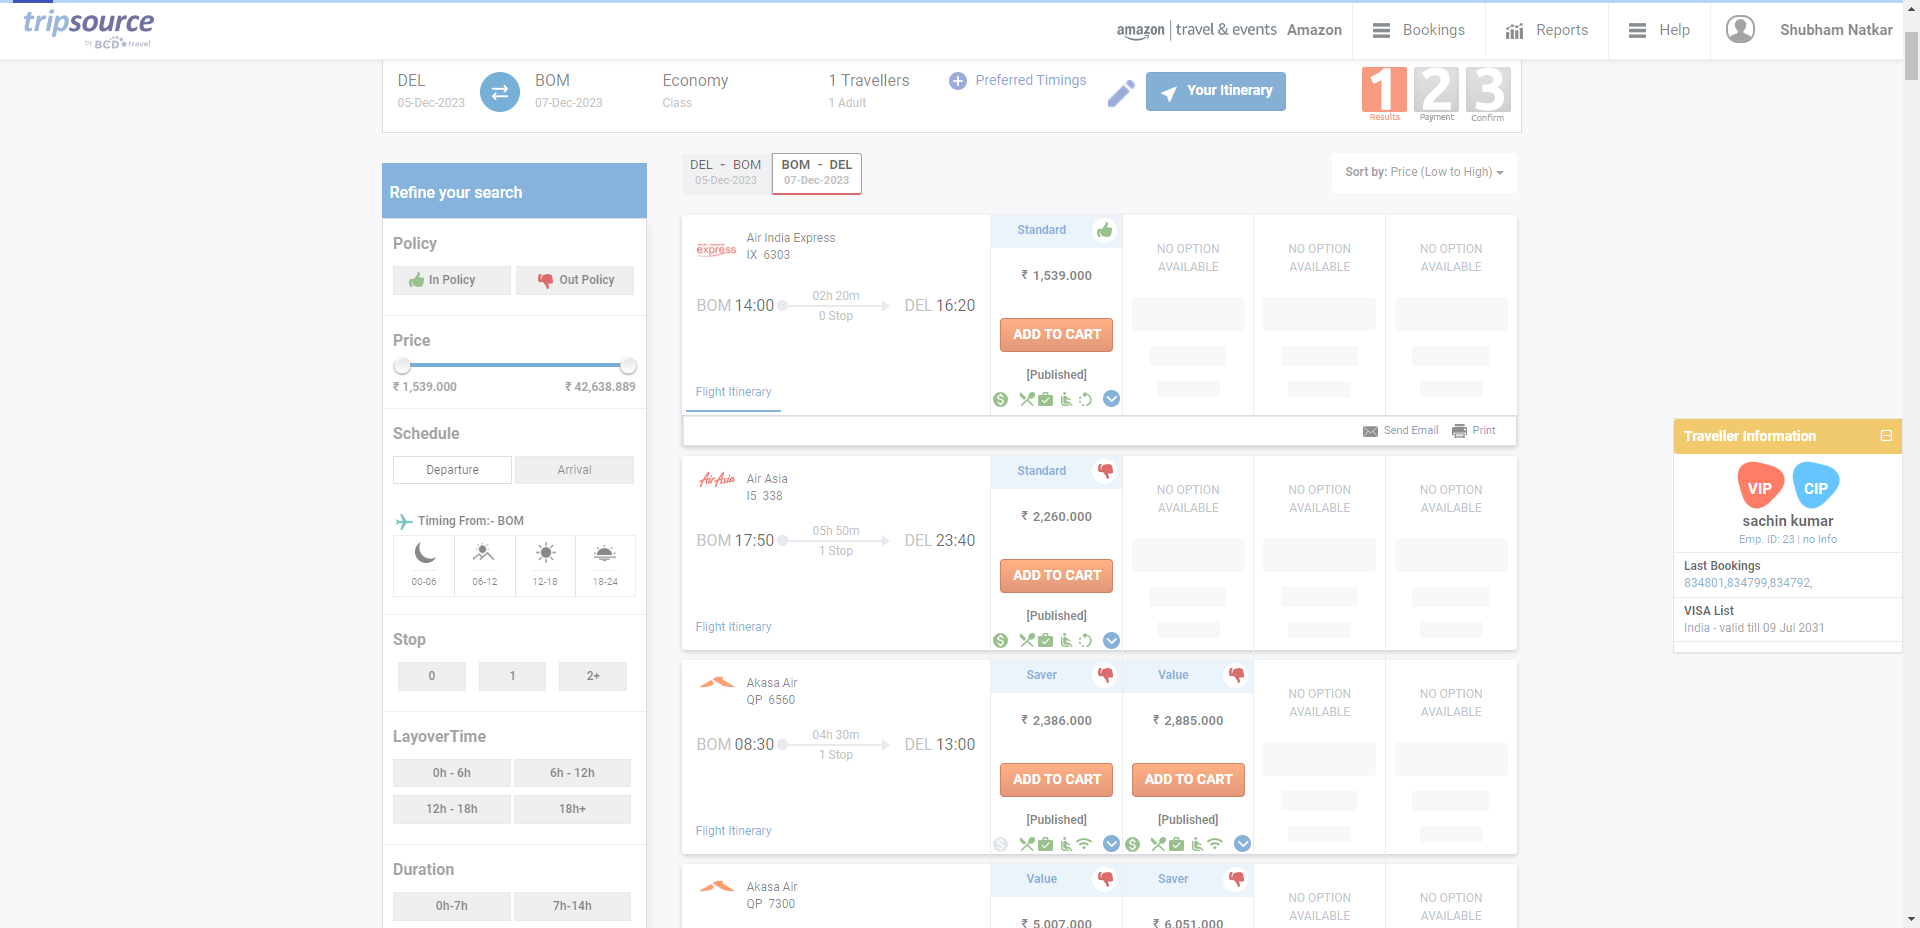 tripsource
by BCD travel
amazon travel & events Amazon
Bookings
Reports
Help
Shubham Natkar
DEL
05-Dec-2023
BOM
07-Dec-2023
Economy
Class
1 Travellers
1 Adult
Preferred Timings
Your Itinerary
1 2 3
Results Payment Confirm
DEL - BOM
05-Dec-2023
BOM - DEL
07-Dec-2023
Sort by: Price (Low to High)
Refine your search
Policy
In Policy
Out Policy
Price
₹ 1,539.000
₹ 42,638.889
Schedule
Departure
Arrival
Timing From:- BOM
00-06
06-12
12-18
18-24
Stop
0
1
2+
LayoverTime
0h - 6h
6h - 12h
12h - 18h
18h+
Duration
0h-7h
7h-14h
express
Air India Express
IX 6303
BOM 14:00
02h 20m
0 Stop
DEL 16:20
Flight Itinerary
Standard
₹ 1,539.000
ADD TO CART
[Published]
NO OPTION
AVAILABLE
NO OPTION
AVAILABLE
NO OPTION
AVAILABLE
Send Email
Print
AirAsia
Air Asia
I5 338
BOM 17:50
05h 50m
1 Stop
DEL 23:40
Flight Itinerary
Standard
₹ 2,260.000
ADD TO CART
[Published]
NO OPTION
AVAILABLE
NO OPTION
AVAILABLE
NO OPTION
AVAILABLE
Akasa Air
QP 6560
BOM 08:30
04h 30m
1 Stop
DEL 13:00
Flight Itinerary
Saver
₹ 2,386.000
ADD TO CART
[Published]
Value
₹ 2,885.000
ADD TO CART
[Published]
NO OPTION
AVAILABLE
NO OPTION
AVAILABLE
Akasa Air
QP 7300
Value
₹ 5,007.000
Saver
₹ 6,051.000
NO OPTION
AVAILABLE
NO OPTION
AVAILABLE
Traveller Information
VIP
CIP
sachin kumar
Emp. ID: 23 | no Info
Last Bookings
834801,834799,834792,
VISA List
India - valid till 09 Jul 2031